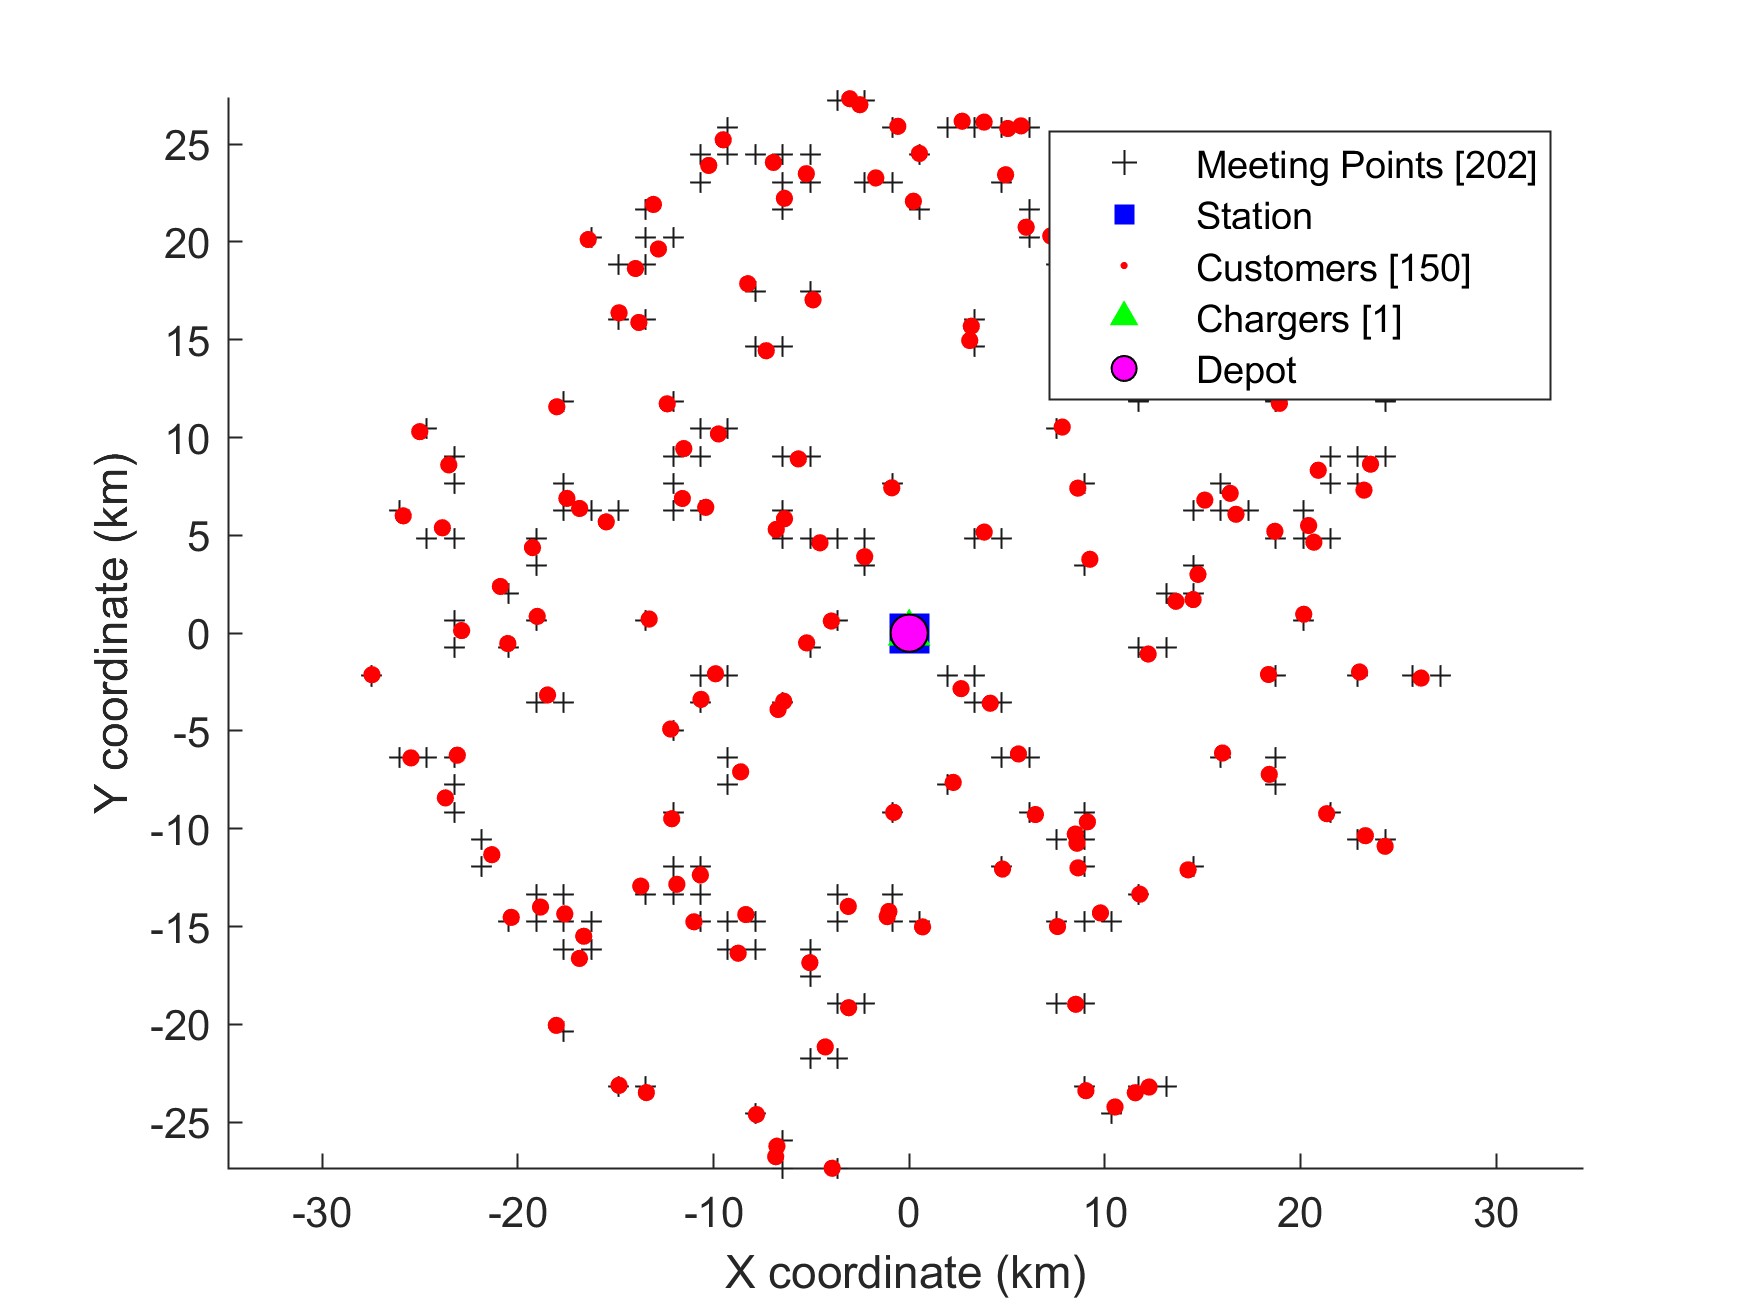 25
20
15
10
5
0
-5
-10
-15
-20
-25
Y coordinate (km)
Meeting Points [202]
Station
Customers [150]
Chargers [1]
Depot
-30 -20 -10 0 10 20 30
X coordinate (km)